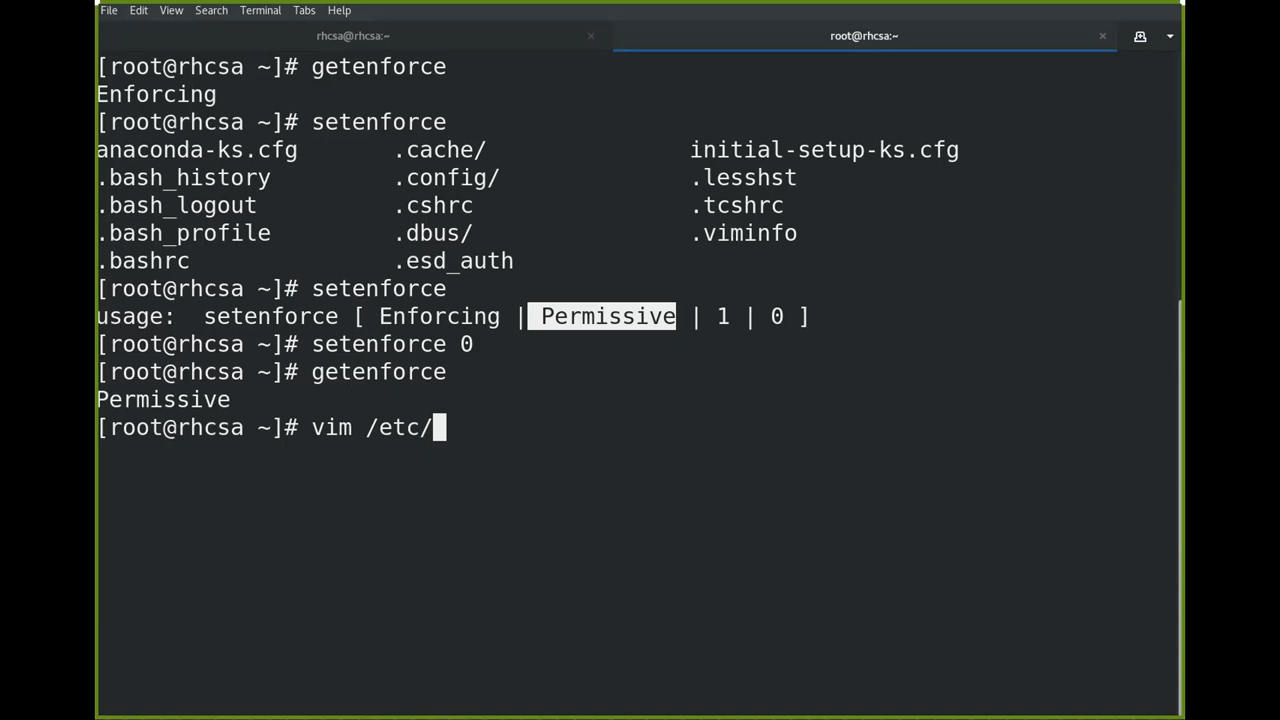 File Edit View Search Terminal Tabs Help
rhcsa@rhcsa:~ × root@rhcsa:~ ×
[root@rhcsa ~]# getenforce
Enforcing
[root@rhcsa ~]# setenforce
anaconda-ks.cfg .cache/ initial-setup-ks.cfg
.bash_history .config/ .lesshst
.bash_logout .cshrc .tcshrc
.bash_profile .dbus/ .viminfo
.bashrc .esd_auth
[root@rhcsa ~]# setenforce
usage:  setenforce [ Enforcing | Permissive | 1 | 0 ]
[root@rhcsa ~]# setenforce 0
[root@rhcsa ~]# getenforce
Permissive
[root@rhcsa ~]# vim /etc/